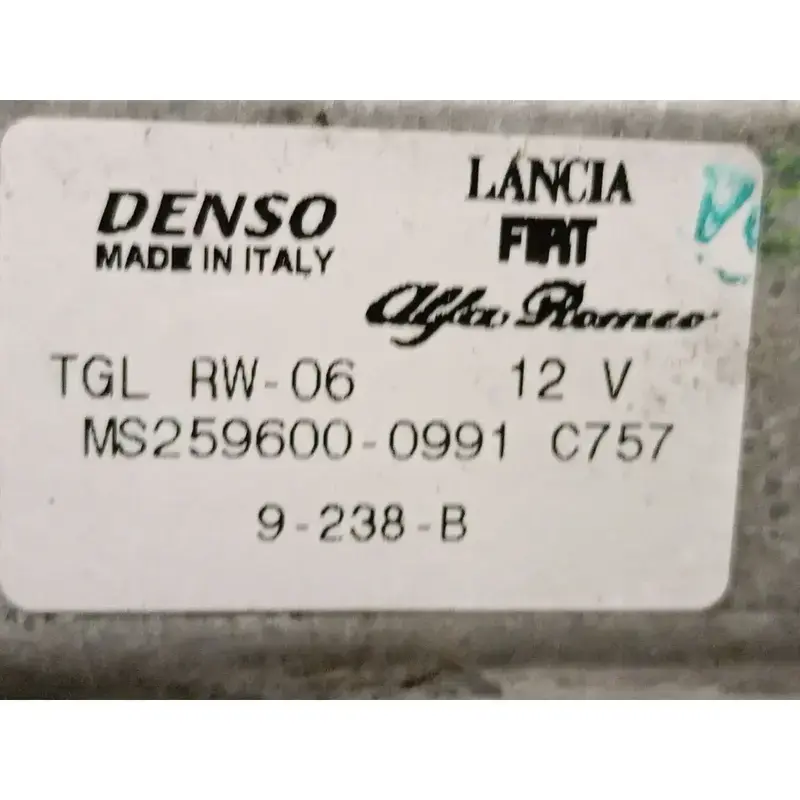 DENSO
MADE IN ITALY
LANCIA
FIAT
Alfa Romeo
TGL RW-06 12 V
MS259600-0991 C757
9-238-B